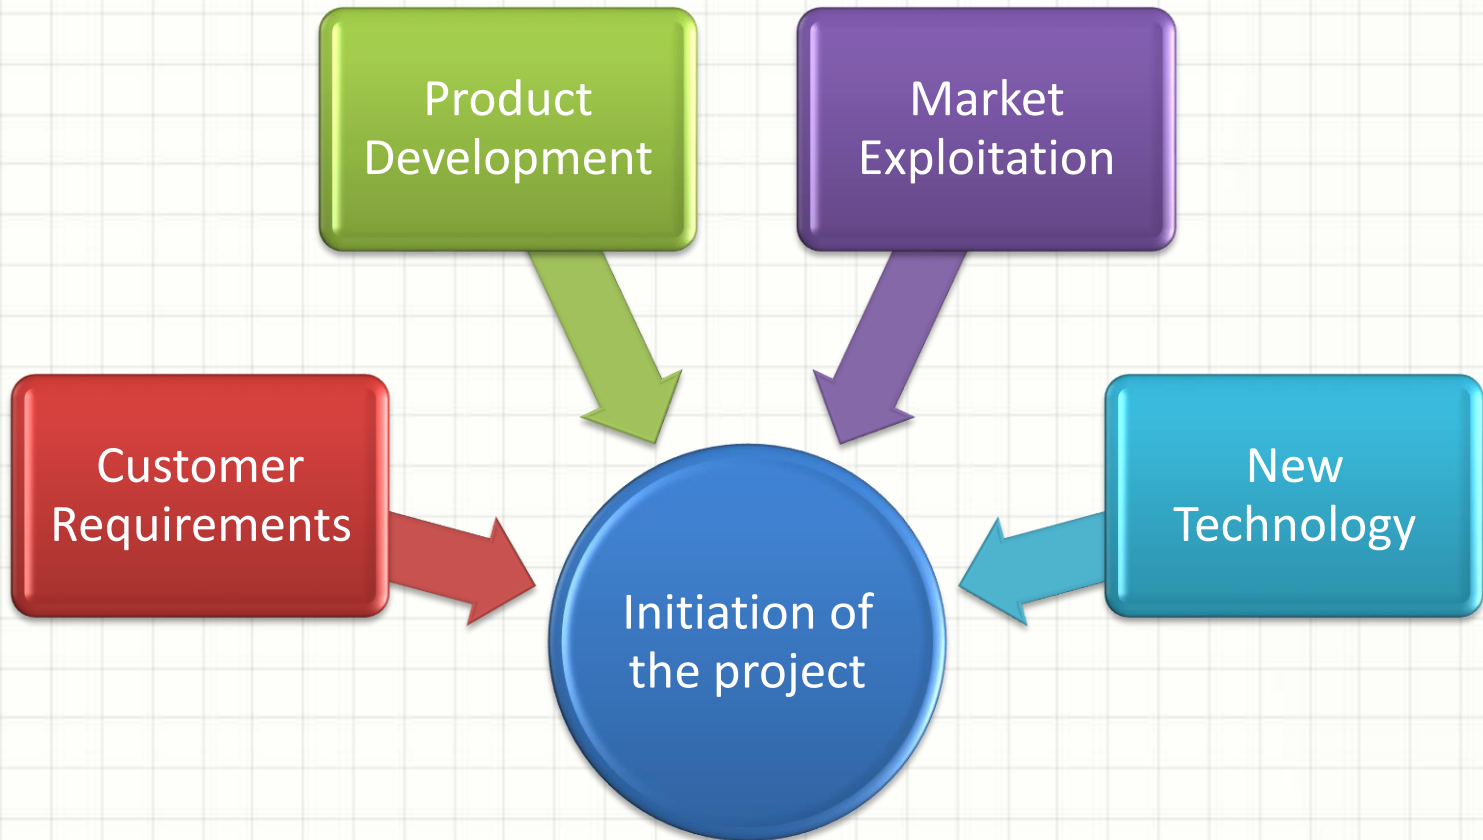 Product
Development
Market
Exploitation
Customer
Requirements
New
Technology
Initiation of
the project